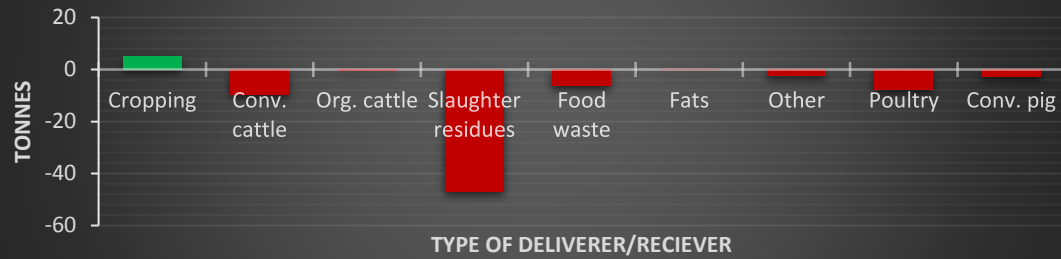 20
0
-20
-40
-60
TONNES
Cropping
Conv.
cattle
Org. cattle
Slaughter
residues
Food
waste
Fats
Other
Poultry
Conv. pig
TYPE OF DELIVERER/RECIEVER